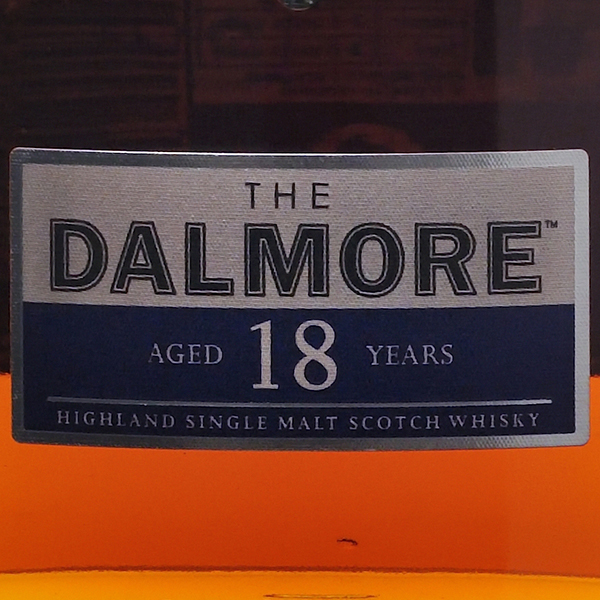 THE
DALMORE™
AGED 18 YEARS
HIGHLAND SINGLE MALT SCOTCH WHISKY